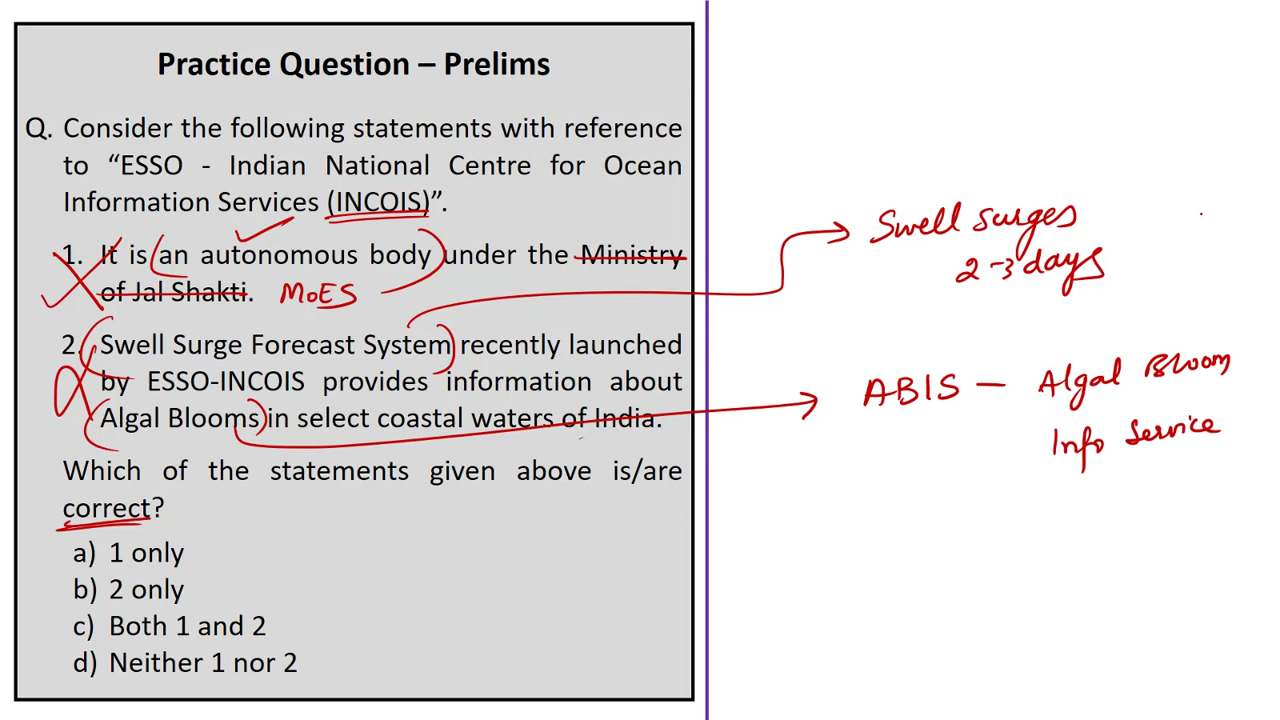 Practice Question – Prelims
Q. Consider the following statements with reference
to “ESSO - Indian National Centre for Ocean
Information Services (INCOIS)”.
1. It is an autonomous body under the Ministry
of Jal Shakti. MoES
2. Swell Surge Forecast System recently launched
by ESSO-INCOIS provides information about
Algal Blooms in select coastal waters of India.
Which of the statements given above is/are
correct?
a) 1 only
b) 2 only
c) Both 1 and 2
d) Neither 1 nor 2
Swell Surges
2-3 days
ABIS – Algal Bloom
Info Service